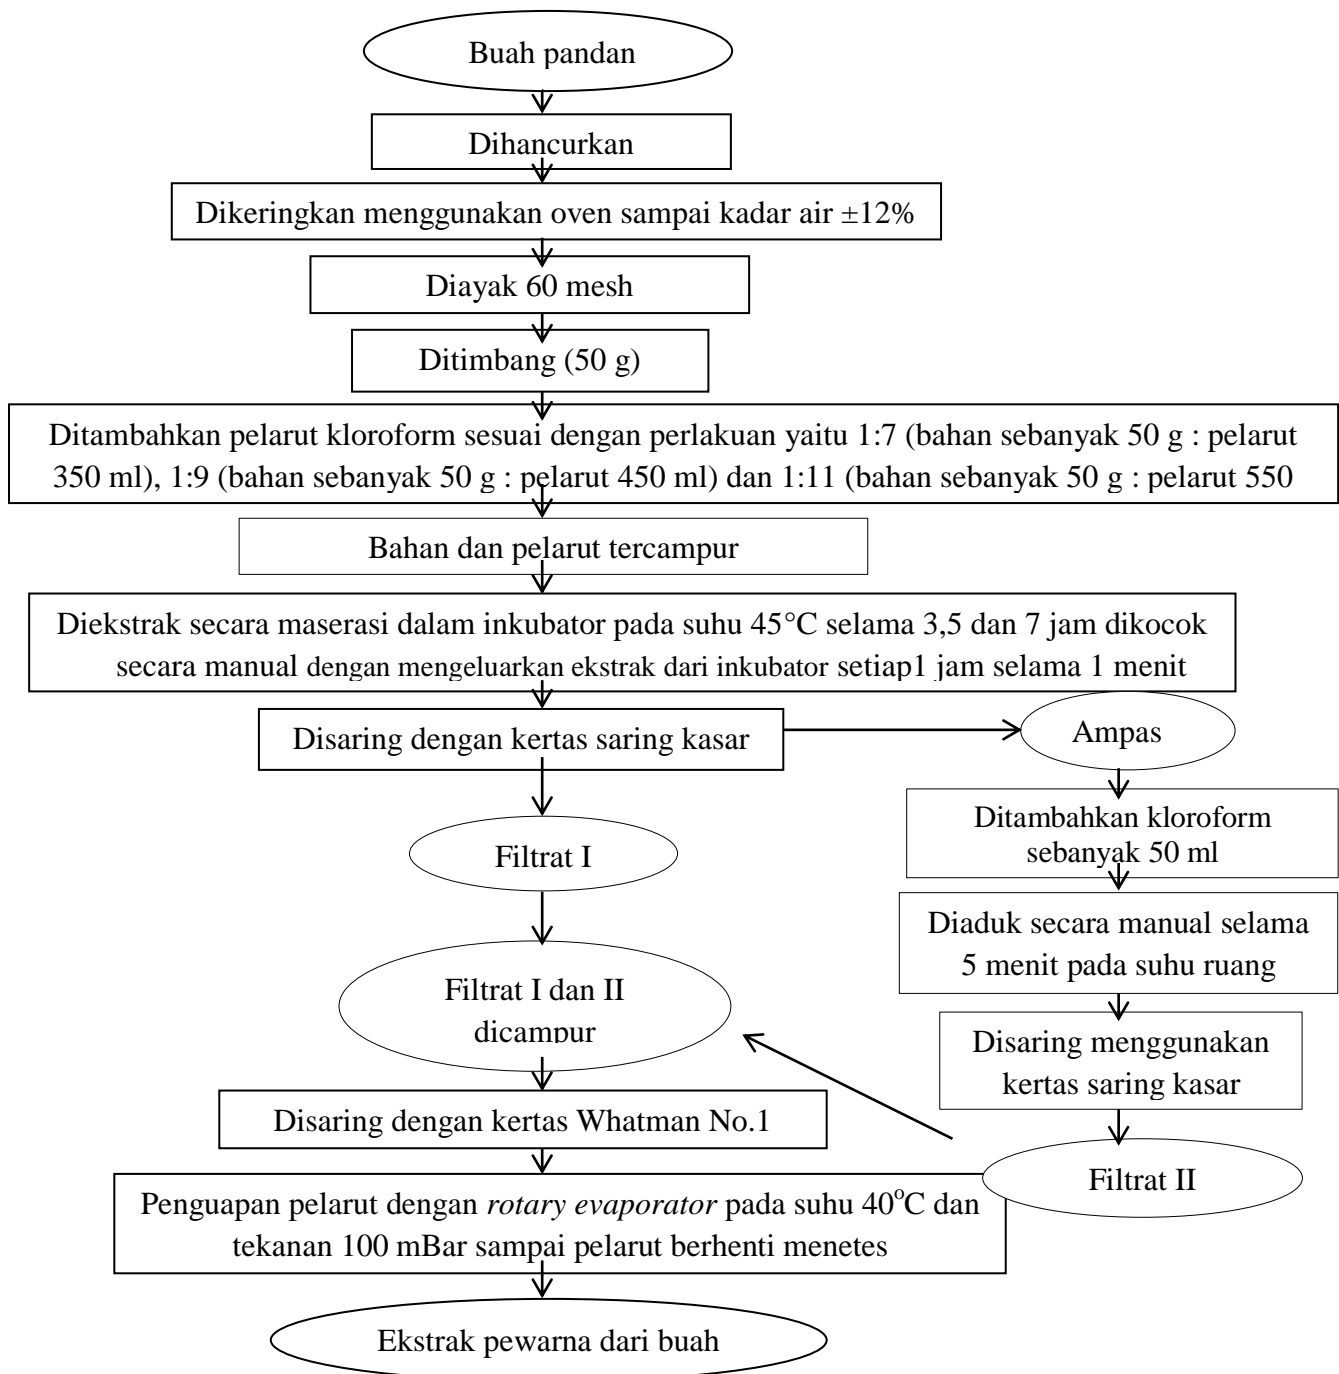 Buah pandan
Dihancurkan
Dikeringkan menggunakan oven sampai kadar air ±12%
Diayak 60 mesh
Ditimbang (50 g)
Ditambahkan pelarut kloroform sesuai dengan perlakuan yaitu 1:7 (bahan sebanyak 50 g : pelarut
350 ml), 1:9 (bahan sebanyak 50 g : pelarut 450 ml) dan 1:11 (bahan sebanyak 50 g : pelarut 550
Bahan dan pelarut tercampur
Diekstrak secara maserasi dalam inkubator pada suhu 45°C selama 3,5 dan 7 jam dikocok
secara manual dengan mengeluarkan ekstrak dari inkubator setiap1 jam selama 1 menit
Disaring dengan kertas saring kasar
Ampas
Ditambahkan kloroform
sebanyak 50 ml
Filtrat I
Diaduk secara manual selama
5 menit pada suhu ruang
Filtrat I dan II
dicampur
Disaring menggunakan
kertas saring kasar
Disaring dengan kertas Whatman No.1
Filtrat II
Penguapan pelarut dengan rotary evaporator pada suhu 40°C dan
tekanan 100 mBar sampai pelarut berhenti menetes
Ekstrak pewarna dari buah